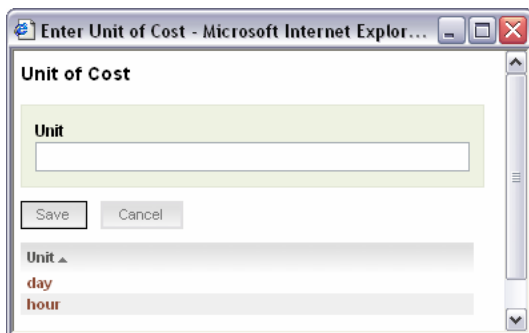 Enter Unit of Cost - Microsoft Internet Explor...
Unit of Cost
Unit
Save Cancel
Unit
day
hour